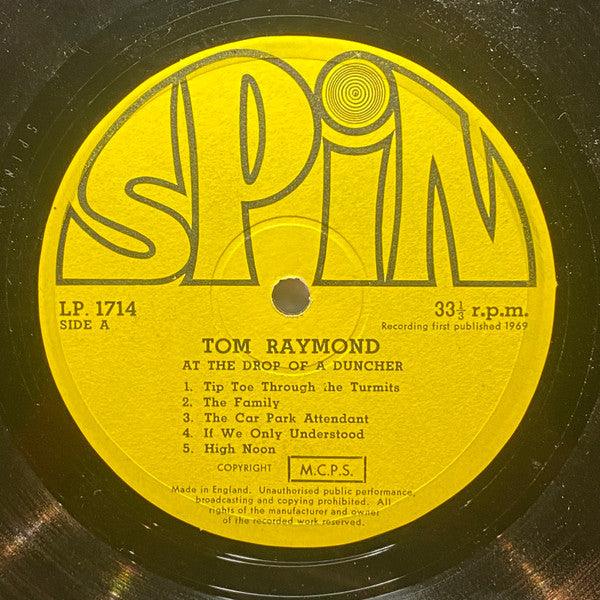 SPiN
LP. 1714
SIDE A
33⅓ r.p.m.
Recording first published 1969
TOM RAYMOND
AT THE DROP OF A DUNCHER
1. Tip Toe Through the Turmits
2. The Family
3. The Car Park Attendant
4. If We Only Understood
5. High Noon
COPYRIGHT M.C.P.S.
Made in England. Unauthorised public performance,
broadcasting and copying prohibited. All
rights of the manufacturer and owner
of the recorded work reserved.